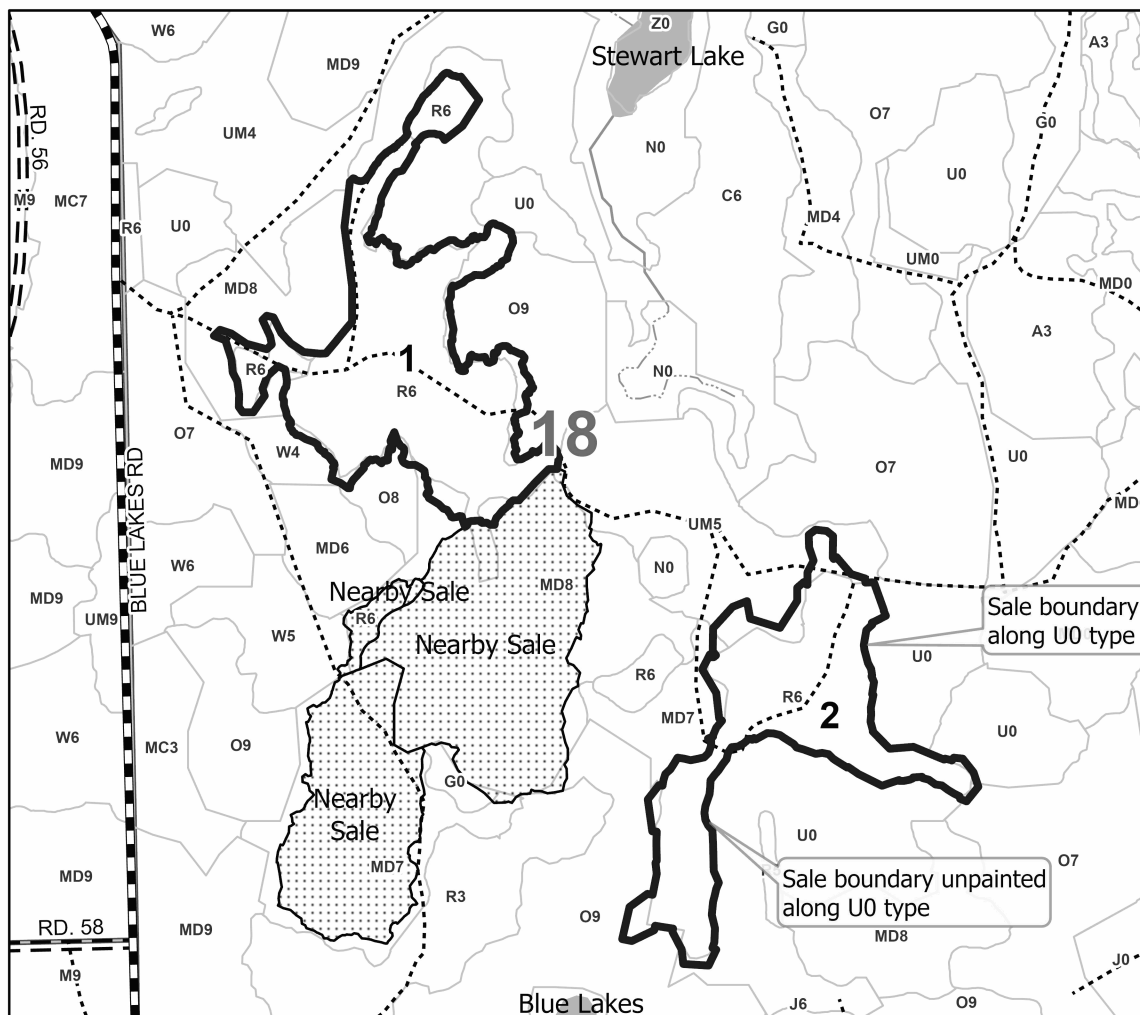 Z0
G0
W6
A3
Stewart Lake
MD9
R6
O7
G0
RD. 56
UM4
N0
U0
M9
MC7
C6
U0
R6
U0
MD4
UM0
MD8
MD0
O9
A3
1
R6
N0
R6
18
O7
W4
MD9
U0
O7
O8
MD
BLUE LAKES RD
UM5
MD6
W6
N0
MD8
MD9
Nearby Sale
Sale boundary
along U0 type
UM9
R6
W5
Nearby Sale
U0
R6
R6
MD7
2
W6
MC3
O9
U0
G0
Nearby
Sale
U0
MD7
O7
MD9
Sale boundary unpainted
along U0 type
R3
O9
RD. 58
MD9
MD8
M9
J0
Blue Lakes
J6
O9